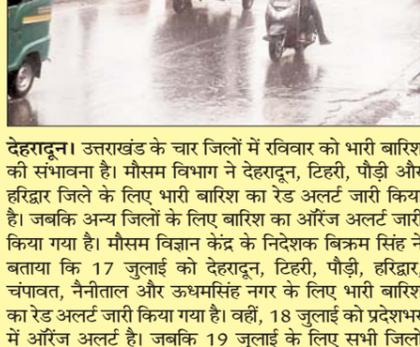 देहरादून। उत्तराखंड के चार जिलों में रविवार को भारी बारिश
की संभावना है। मौसम विभाग ने देहरादून, टिहरी, पौड़ी और
हरिद्वार जिले के लिए भारी बारिश का रेड अलर्ट जारी किया
है। जबकि अन्य जिलों के लिए बारिश का ऑरेंज अलर्ट जारी
किया गया है। मौसम विज्ञान केंद्र के निदेशक बिक्रम सिंह ने
बताया कि 17 जुलाई को देहरादून, टिहरी, पौड़ी, हरिद्वार,
चंपावत, नैनीताल और ऊधमसिंह नगर के लिए भारी बारिश
का रेड अलर्ट जारी किया गया है। वहीं, 18 जुलाई को प्रदेशभर
में ऑरेंज अलर्ट है। जबकि 19 जुलाई के लिए सभी जिलों